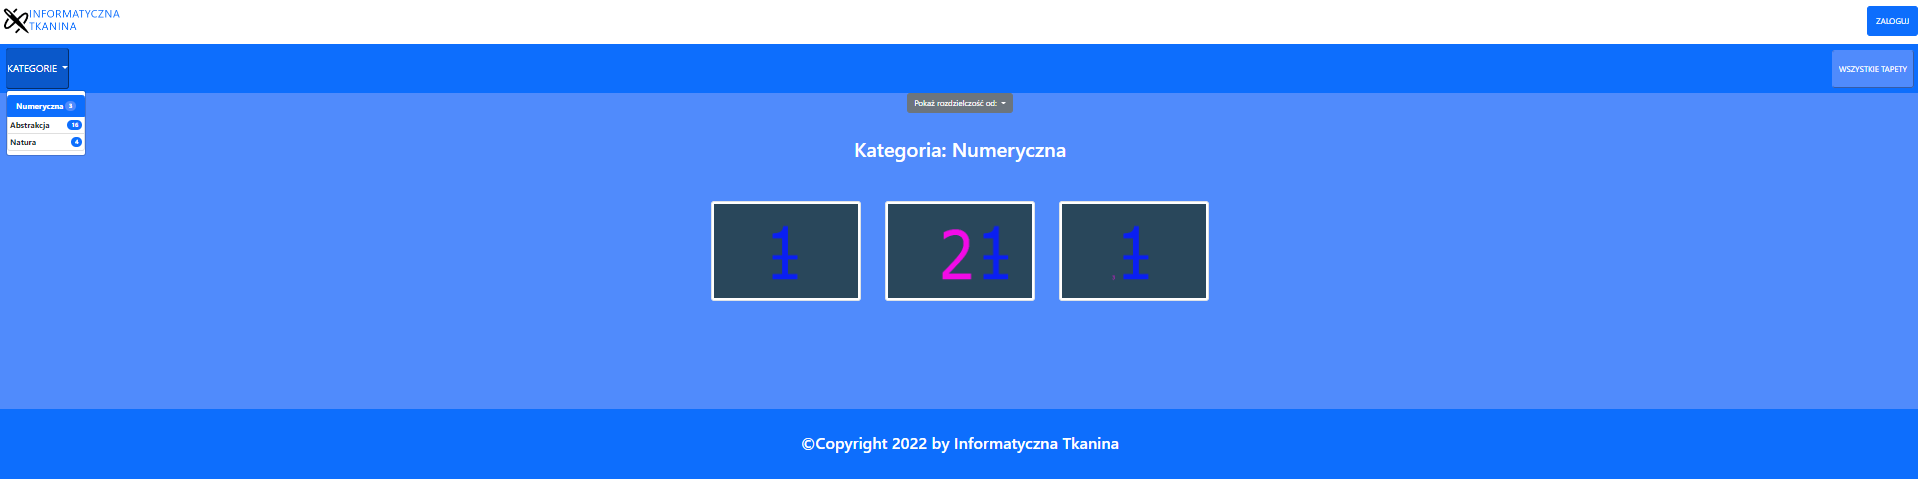 INFORMATYCZNA
TKANINA
ZALOGUJ
KATEGORIE
WSZYSTKIE TAPETY
Numeryczna 3
Abstrakcja 16
Natura 4
Pokaż rozdzielczość od:
Kategoria: Numeryczna
1
21
1
©Copyright 2022 by Informatyczna Tkanina